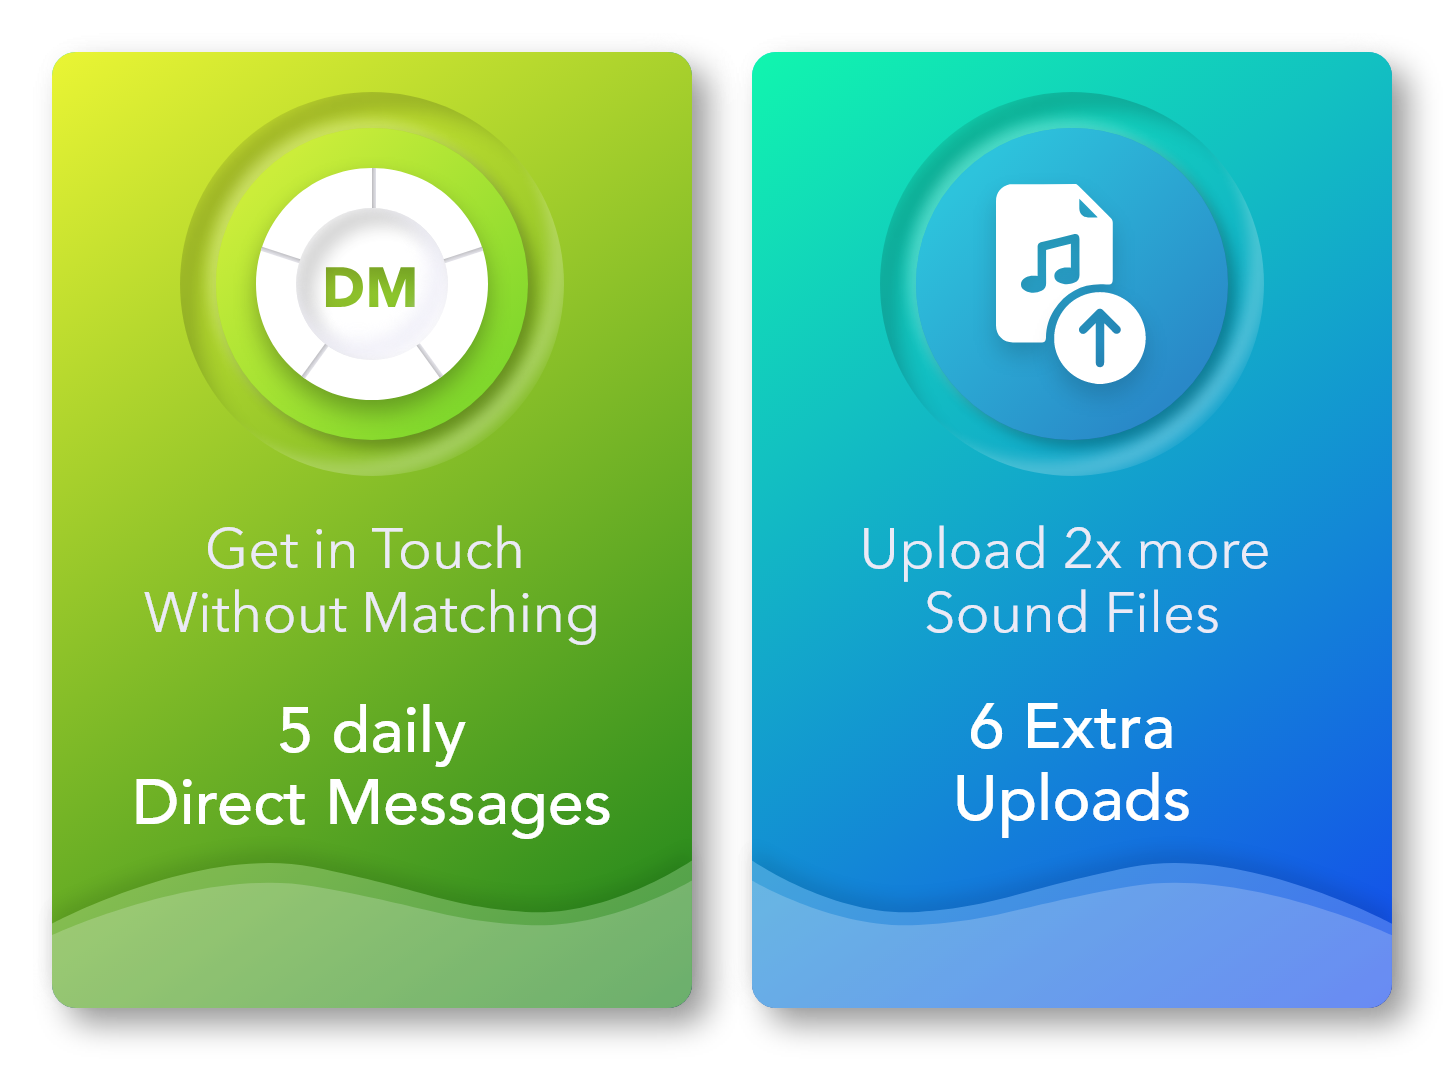 DM
Get in Touch
Without Matching
5 daily
Direct Messages
Upload 2x more
Sound Files
6 Extra
Uploads